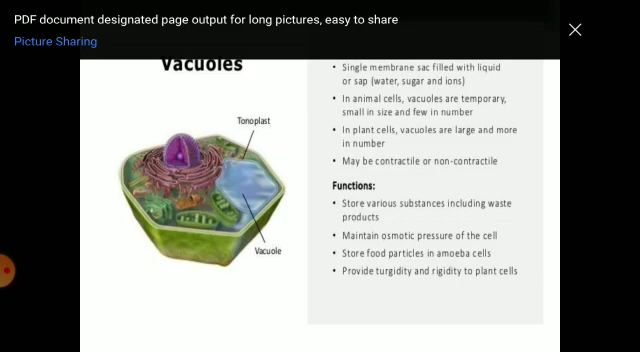 PDF document designated page output for long pictures, easy to share
Picture Sharing
Vacuoles
Tonoplast
Vacuole
• Single membrane sac filled with liquid
or sap (water, sugar and ions)
• In animal cells, vacuoles are temporary,
small in size and few in number
• In plant cells, vacuoles are large and more
in number
• May be contractile or non-contractile
Functions:
• Store various substances including waste
products
• Maintain osmotic pressure of the cell
• Store food particles in amoeba cells
• Provide turgidity and rigidity to plant cells